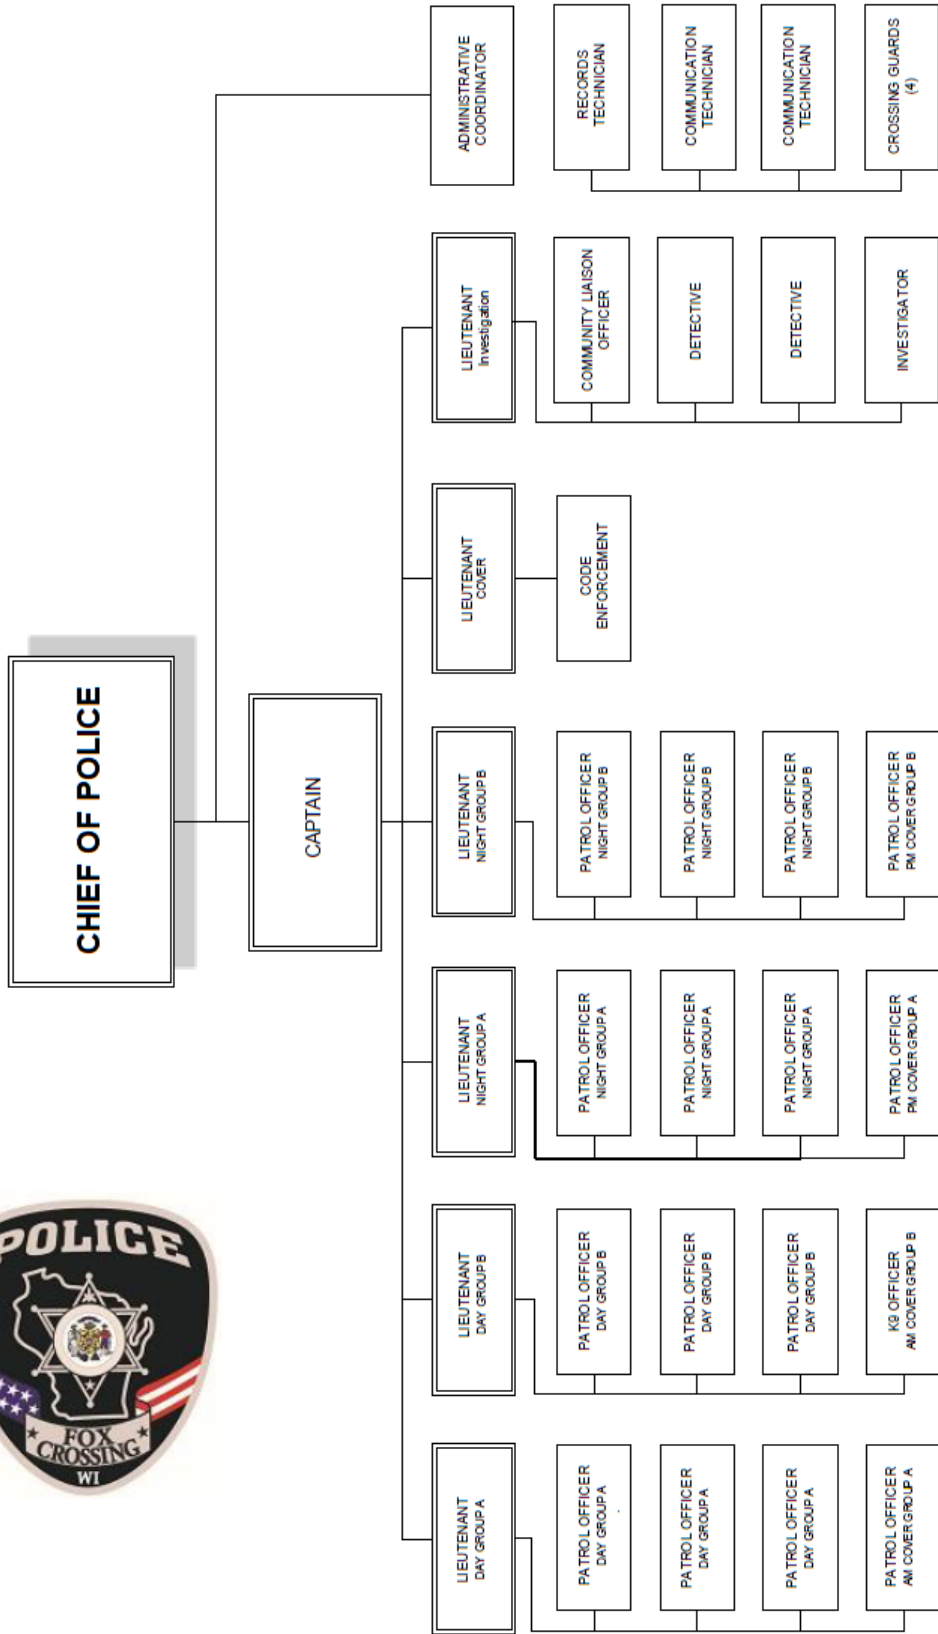 POLICE
FOX
CROSSING
WI
CHIEF OF POLICE
CAPTAIN
LIEUTENANT
DAY GROUP A
PATROL OFFICER
DAY GROUP A
PATROL OFFICER
DAY GROUP A
PATROL OFFICER
DAY GROUP A
PATROL OFFICER
AM COVER GROUP A
LIEUTENANT
DAY GROUP B
PATROL OFFICER
DAY GROUP B
PATROL OFFICER
DAY GROUP B
PATROL OFFICER
DAY GROUP B
K9 OFFICER
AM COVER GROUP B
LIEUTENANT
NIGHT GROUP A
PATROL OFFICER
NIGHT GROUP A
PATROL OFFICER
NIGHT GROUP A
PATROL OFFICER
NIGHT GROUP A
PATROL OFFICER
PM COVER GROUP A
LIEUTENANT
NIGHT GROUP B
PATROL OFFICER
NIGHT GROUP B
PATROL OFFICER
NIGHT GROUP B
PATROL OFFICER
NIGHT GROUP B
PATROL OFFICER
PM COVER GROUP B
LIEUTENANT
COVER
CODE
ENFORCEMENT
LIEUTENANT
Investigation
COMMUNITY LIAISON
OFFICER
DETECTIVE
DETECTIVE
INVESTIGATOR
ADMINISTRATIVE
COORDINATOR
RECORDS
TECHNICIAN
COMMUNICATION
TECHNICIAN
COMMUNICATION
TECHNICIAN
CROSSING GUARDS
(4)